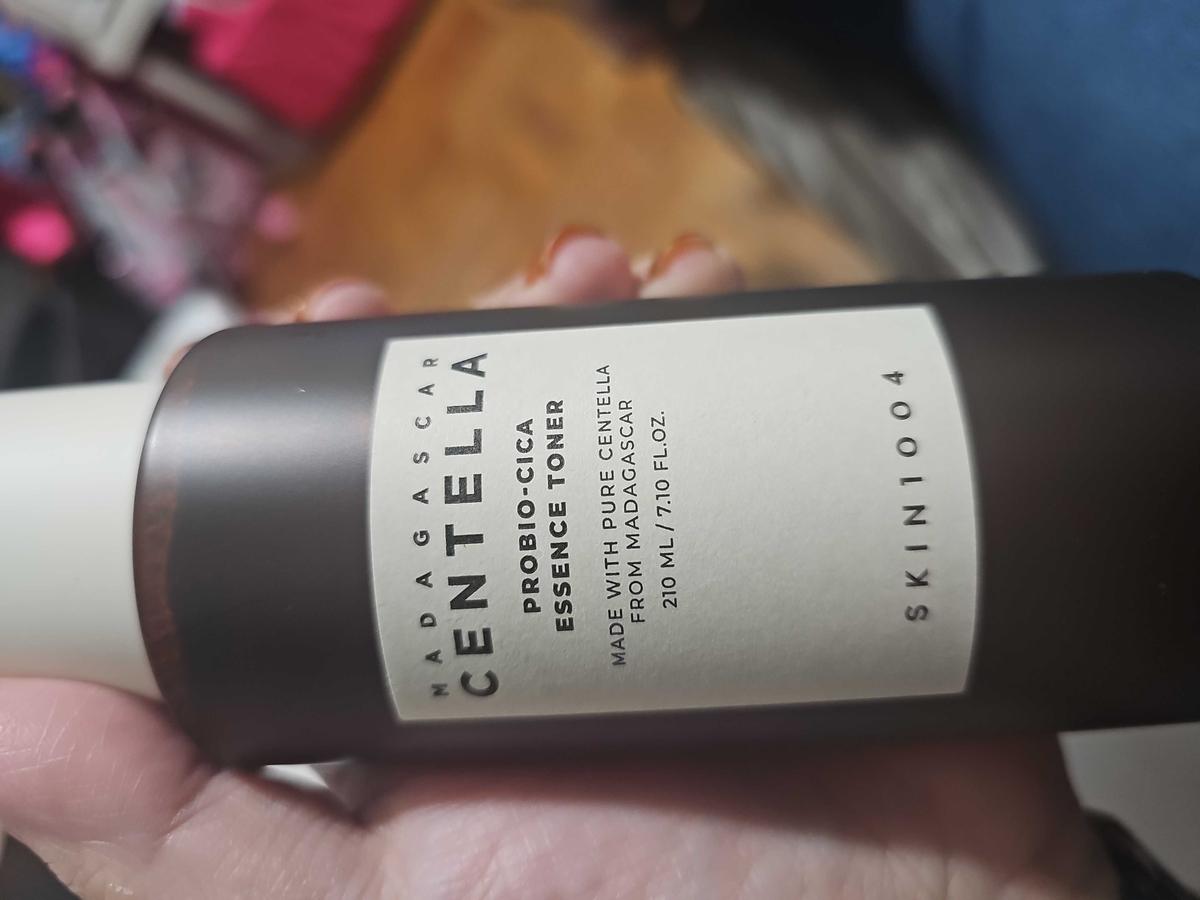 MADAGASCAR
CENTELLA
PROBIO-CICA
ESSENCE TONER
MADE WITH PURE CENTELLA
FROM MADAGASCAR
210 ML / 7.10 FL.OZ.
SKIN1004